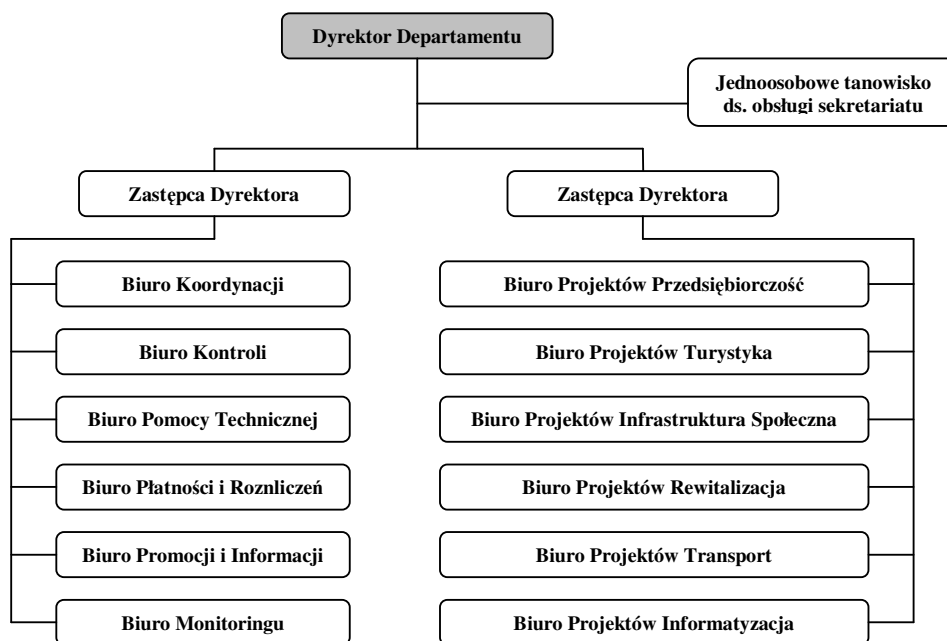 Dyrektor Departamentu
Jednoosobowe tanowisko
ds. obsługi sekretariatu
Zastępca Dyrektora
Zastępca Dyrektora
Biuro Koordynacji
Biuro Kontroli
Biuro Pomocy Technicznej
Biuro Płatności i Roznliczeń
Biuro Promocji i Informacji
Biuro Monitoringu
Biuro Projektów Przedsiębiorczość
Biuro Projektów Turystyka
Biuro Projektów Infrastruktura Społeczna
Biuro Projektów Rewitalizacja
Biuro Projektów Transport
Biuro Projektów Informatyzacja